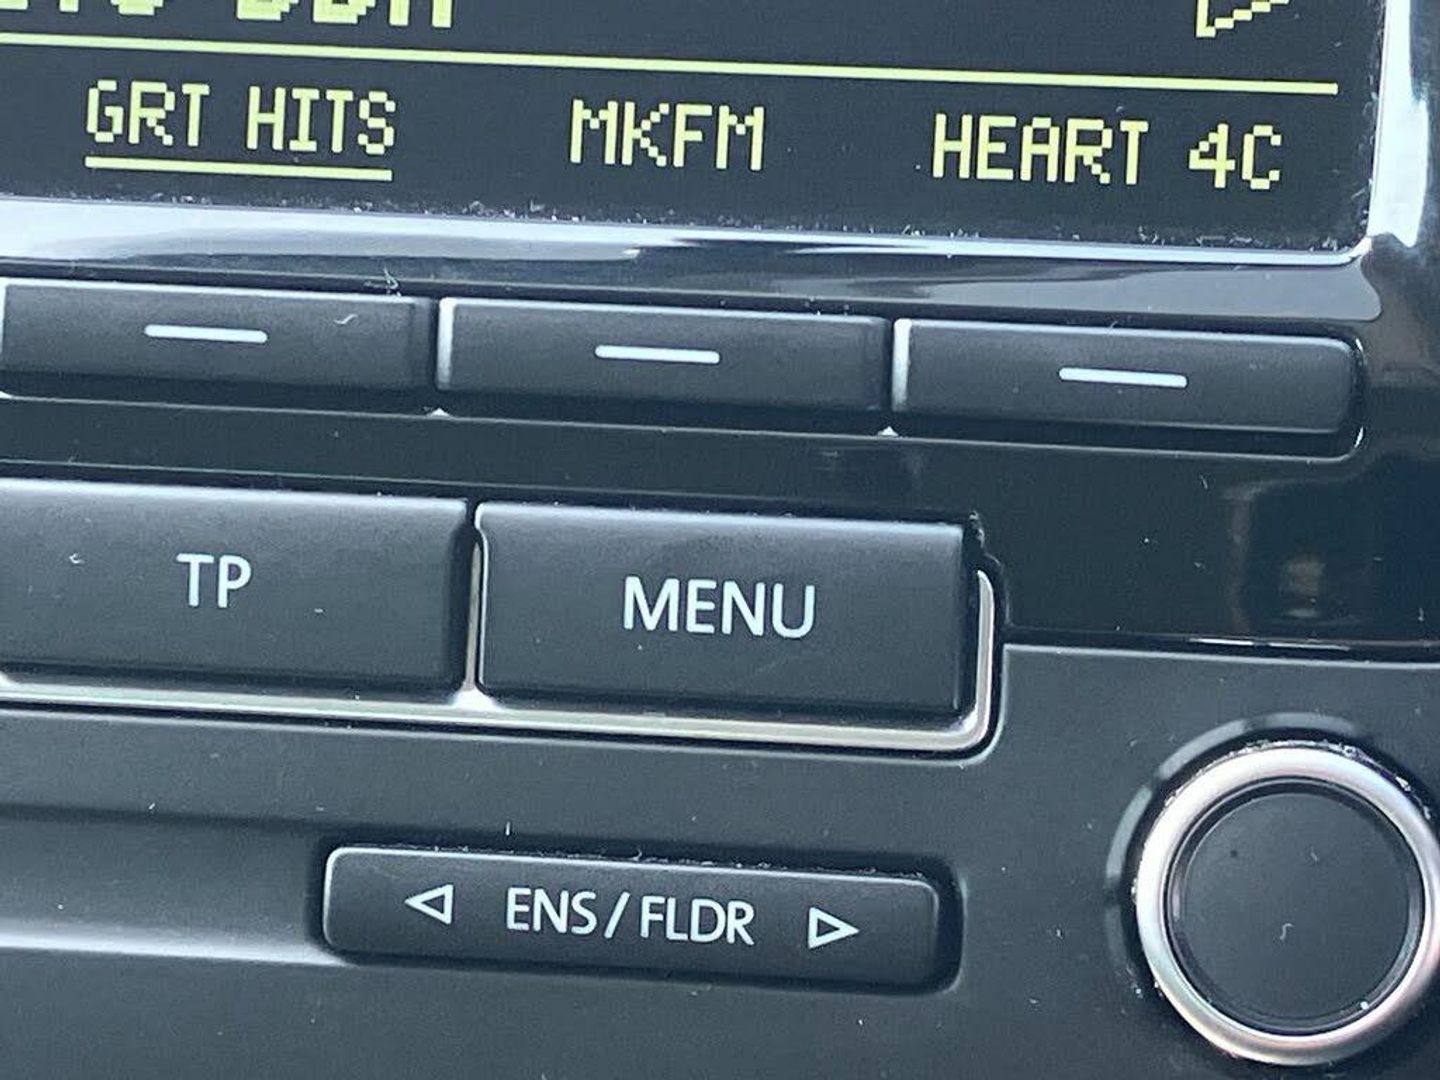 GRT HITS MKFM HEART 4C
TP MENU
ENS / FLDR